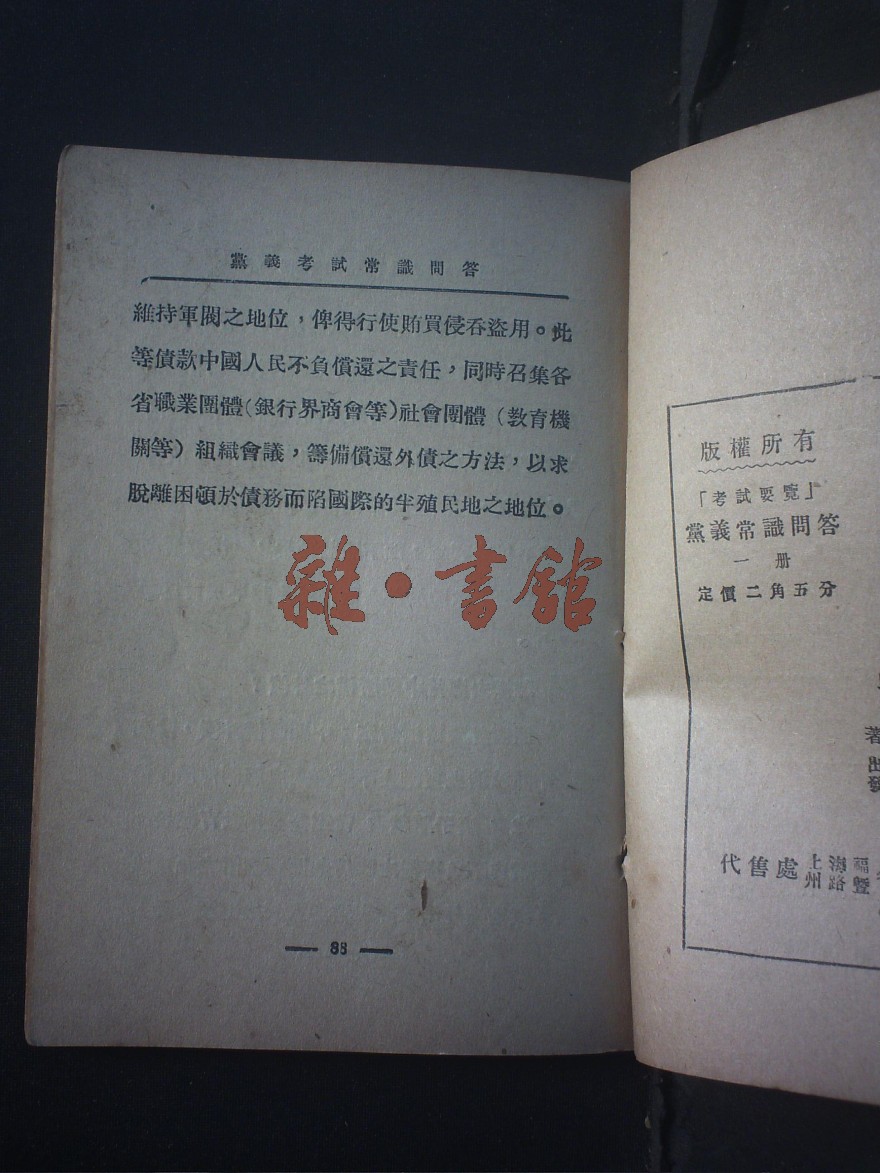 黨義考試常識問答
維持軍閥之地位，俾得行使賄買侵吞盜用。此
等債款中國人民不負償還之責任，同時召集各
省職業團體（銀行界商會等）社會團體（教育機
關等）組織會議，籌備償還外債之方法，以求
脫離困頓於債務而陷國際的半殖民地之地位。
雜·書館
88
版權所有
「考試要覽」
黨義常識問答
一册
定價二角五分
著
出
發
代售處 上海福
州路暨